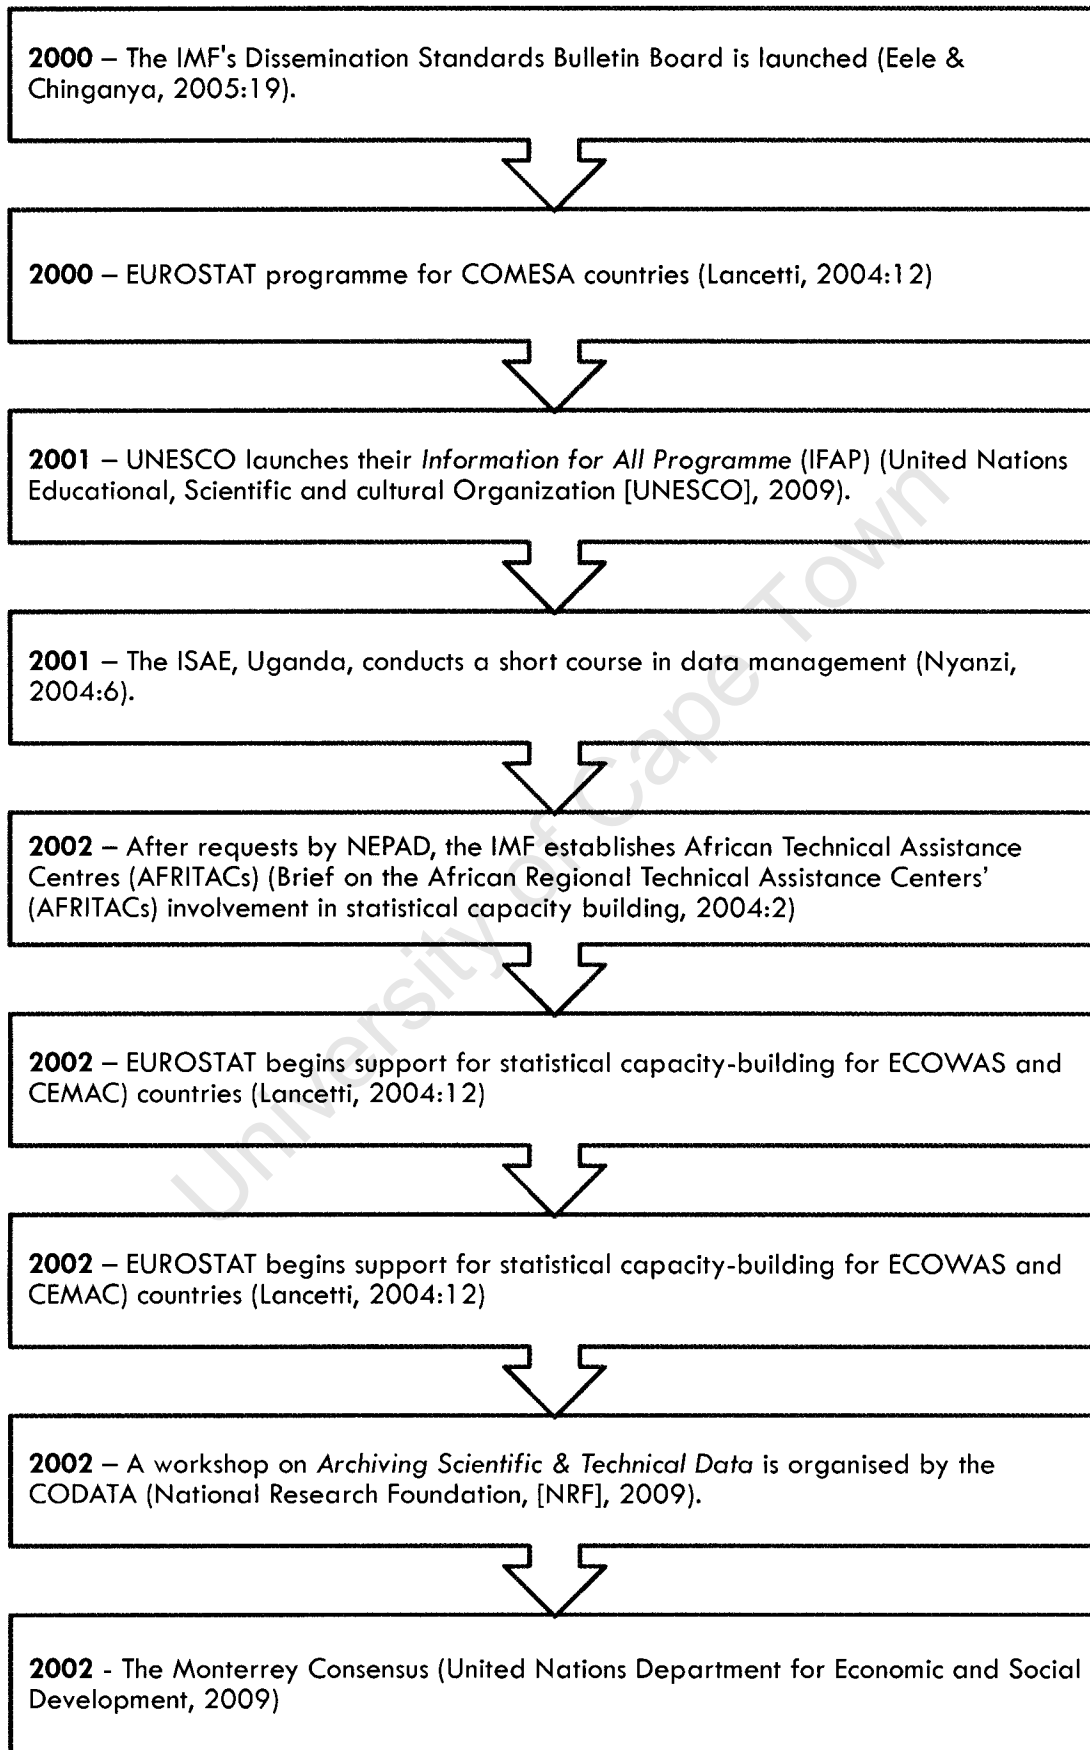 2000 – The IMF's Dissemination Standards Bulletin Board is launched (Eele &
Chinganya, 2005:19).
2000 – EUROSTAT programme for COMESA countries (Lancetti, 2004:12)
2001 – UNESCO launches their Information for All Programme (IFAP) (United Nations
Educational, Scientific and cultural Organization [UNESCO], 2009).
2001 – The ISAE, Uganda, conducts a short course in data management (Nyanzi,
2004:6).
2002 – After requests by NEPAD, the IMF establishes African Technical Assistance
Centres (AFRITACs) (Brief on the African Regional Technical Assistance Centers'
(AFRITACs) involvement in statistical capacity building, 2004:2)
2002 – EUROSTAT begins support for statistical capacity-building for ECOWAS and
CEMAC) countries (Lancetti, 2004:12)
2002 – EUROSTAT begins support for statistical capacity-building for ECOWAS and
CEMAC) countries (Lancetti, 2004:12)
2002 – A workshop on Archiving Scientific & Technical Data is organised by the
CODATA (National Research Foundation, [NRF], 2009).
2002 - The Monterrey Consensus (United Nations Department for Economic and Social
Development, 2009)
University of Cape Town